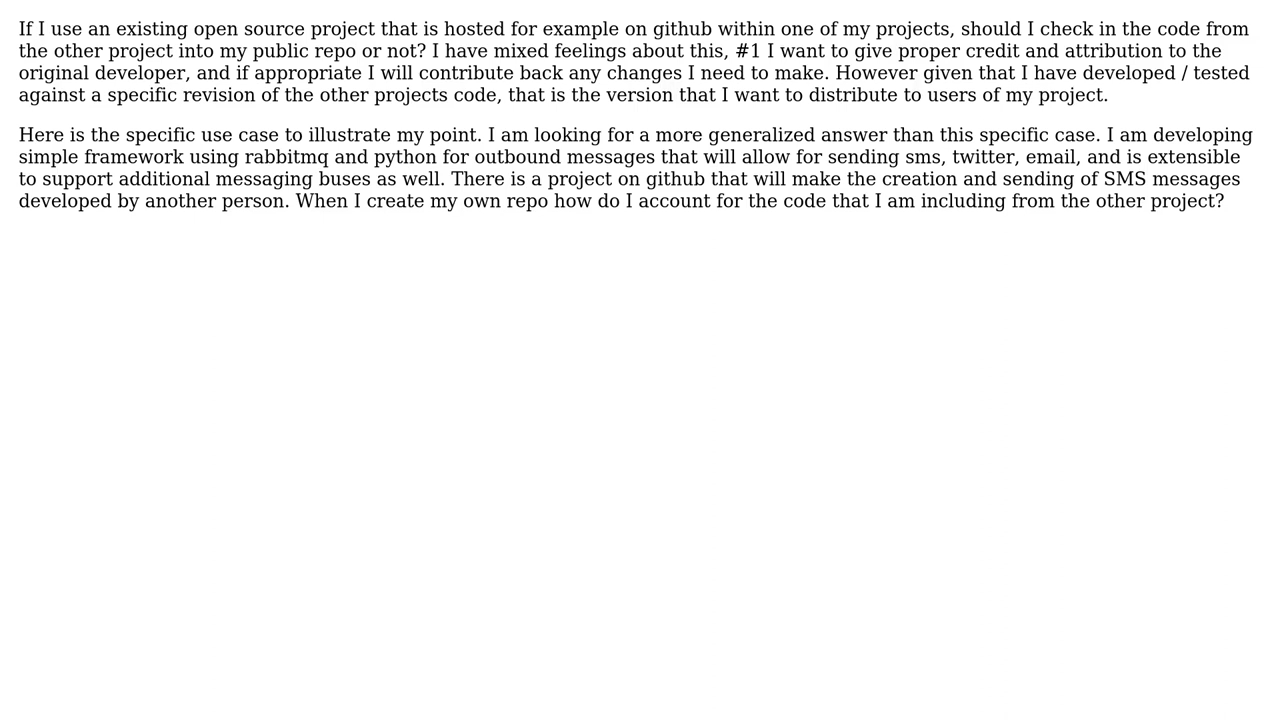 If I use an existing open source project that is hosted for example on github within one of my projects, should I check in the code from
the other project into my public repo or not? I have mixed feelings about this, #1 I want to give proper credit and attribution to the
original developer, and if appropriate I will contribute back any changes I need to make. However given that I have developed / tested
against a specific revision of the other projects code, that is the version that I want to distribute to users of my project.
Here is the specific use case to illustrate my point. I am looking for a more generalized answer than this specific case. I am developing
simple framework using rabbitmq and python for outbound messages that will allow for sending sms, twitter, email, and is extensible
to support additional messaging buses as well. There is a project on github that will make the creation and sending of SMS messages
developed by another person. When I create my own repo how do I account for the code that I am including from the other project?